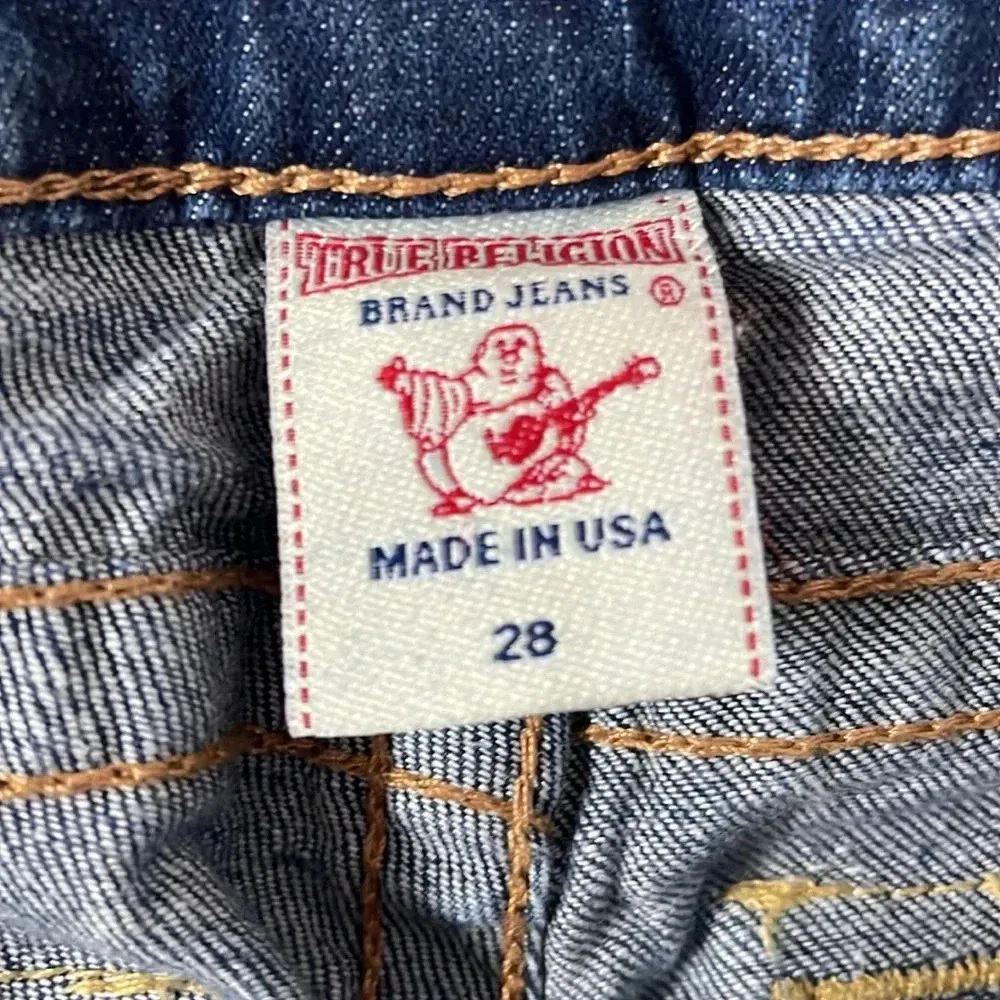 TRUE RELIGION
BRAND JEANS ®
MADE IN USA
28